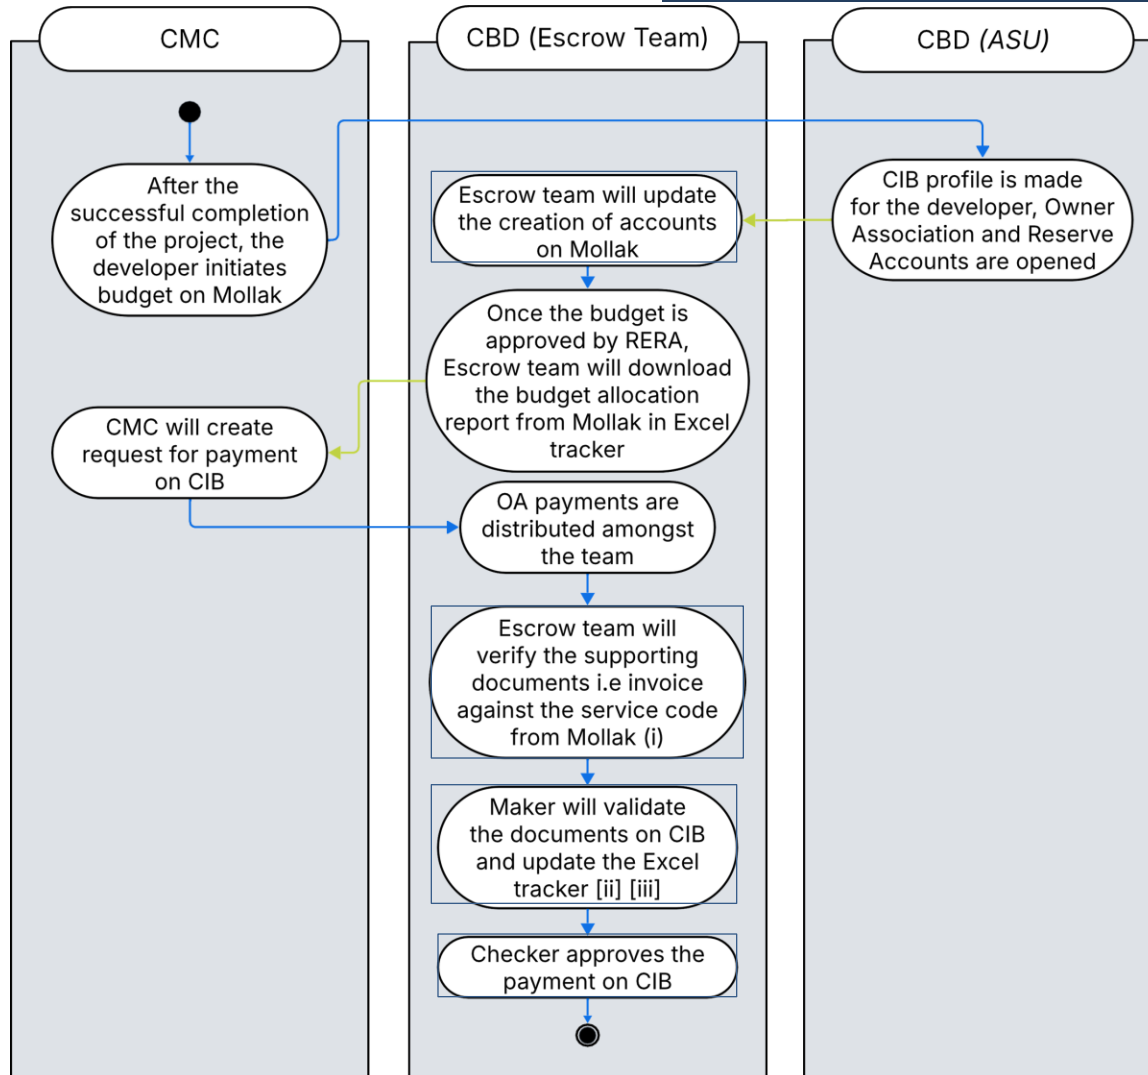 CMC
CBD (Escrow Team)
CBD (ASU)
After the
successful completion
of the project, the
developer initiates
budget on Mollak
CIB profile is made
for the developer, Owner
Association and Reserve
Accounts are opened
Escrow team will update
the creation of accounts
on Mollak
Once the budget is
approved by RERA,
Escrow team will download
the budget allocation
report from Mollak in Excel
tracker
CMC will create
request for payment
on CIB
OA payments are
distributed amongst
the team
Escrow team will
verify the supporting
documents i.e invoice
against the service code
from Mollak (i)
Maker will validate
the documents on CIB
and update the Excel
tracker [ii] [iii]
Checker approves the
payment on CIB